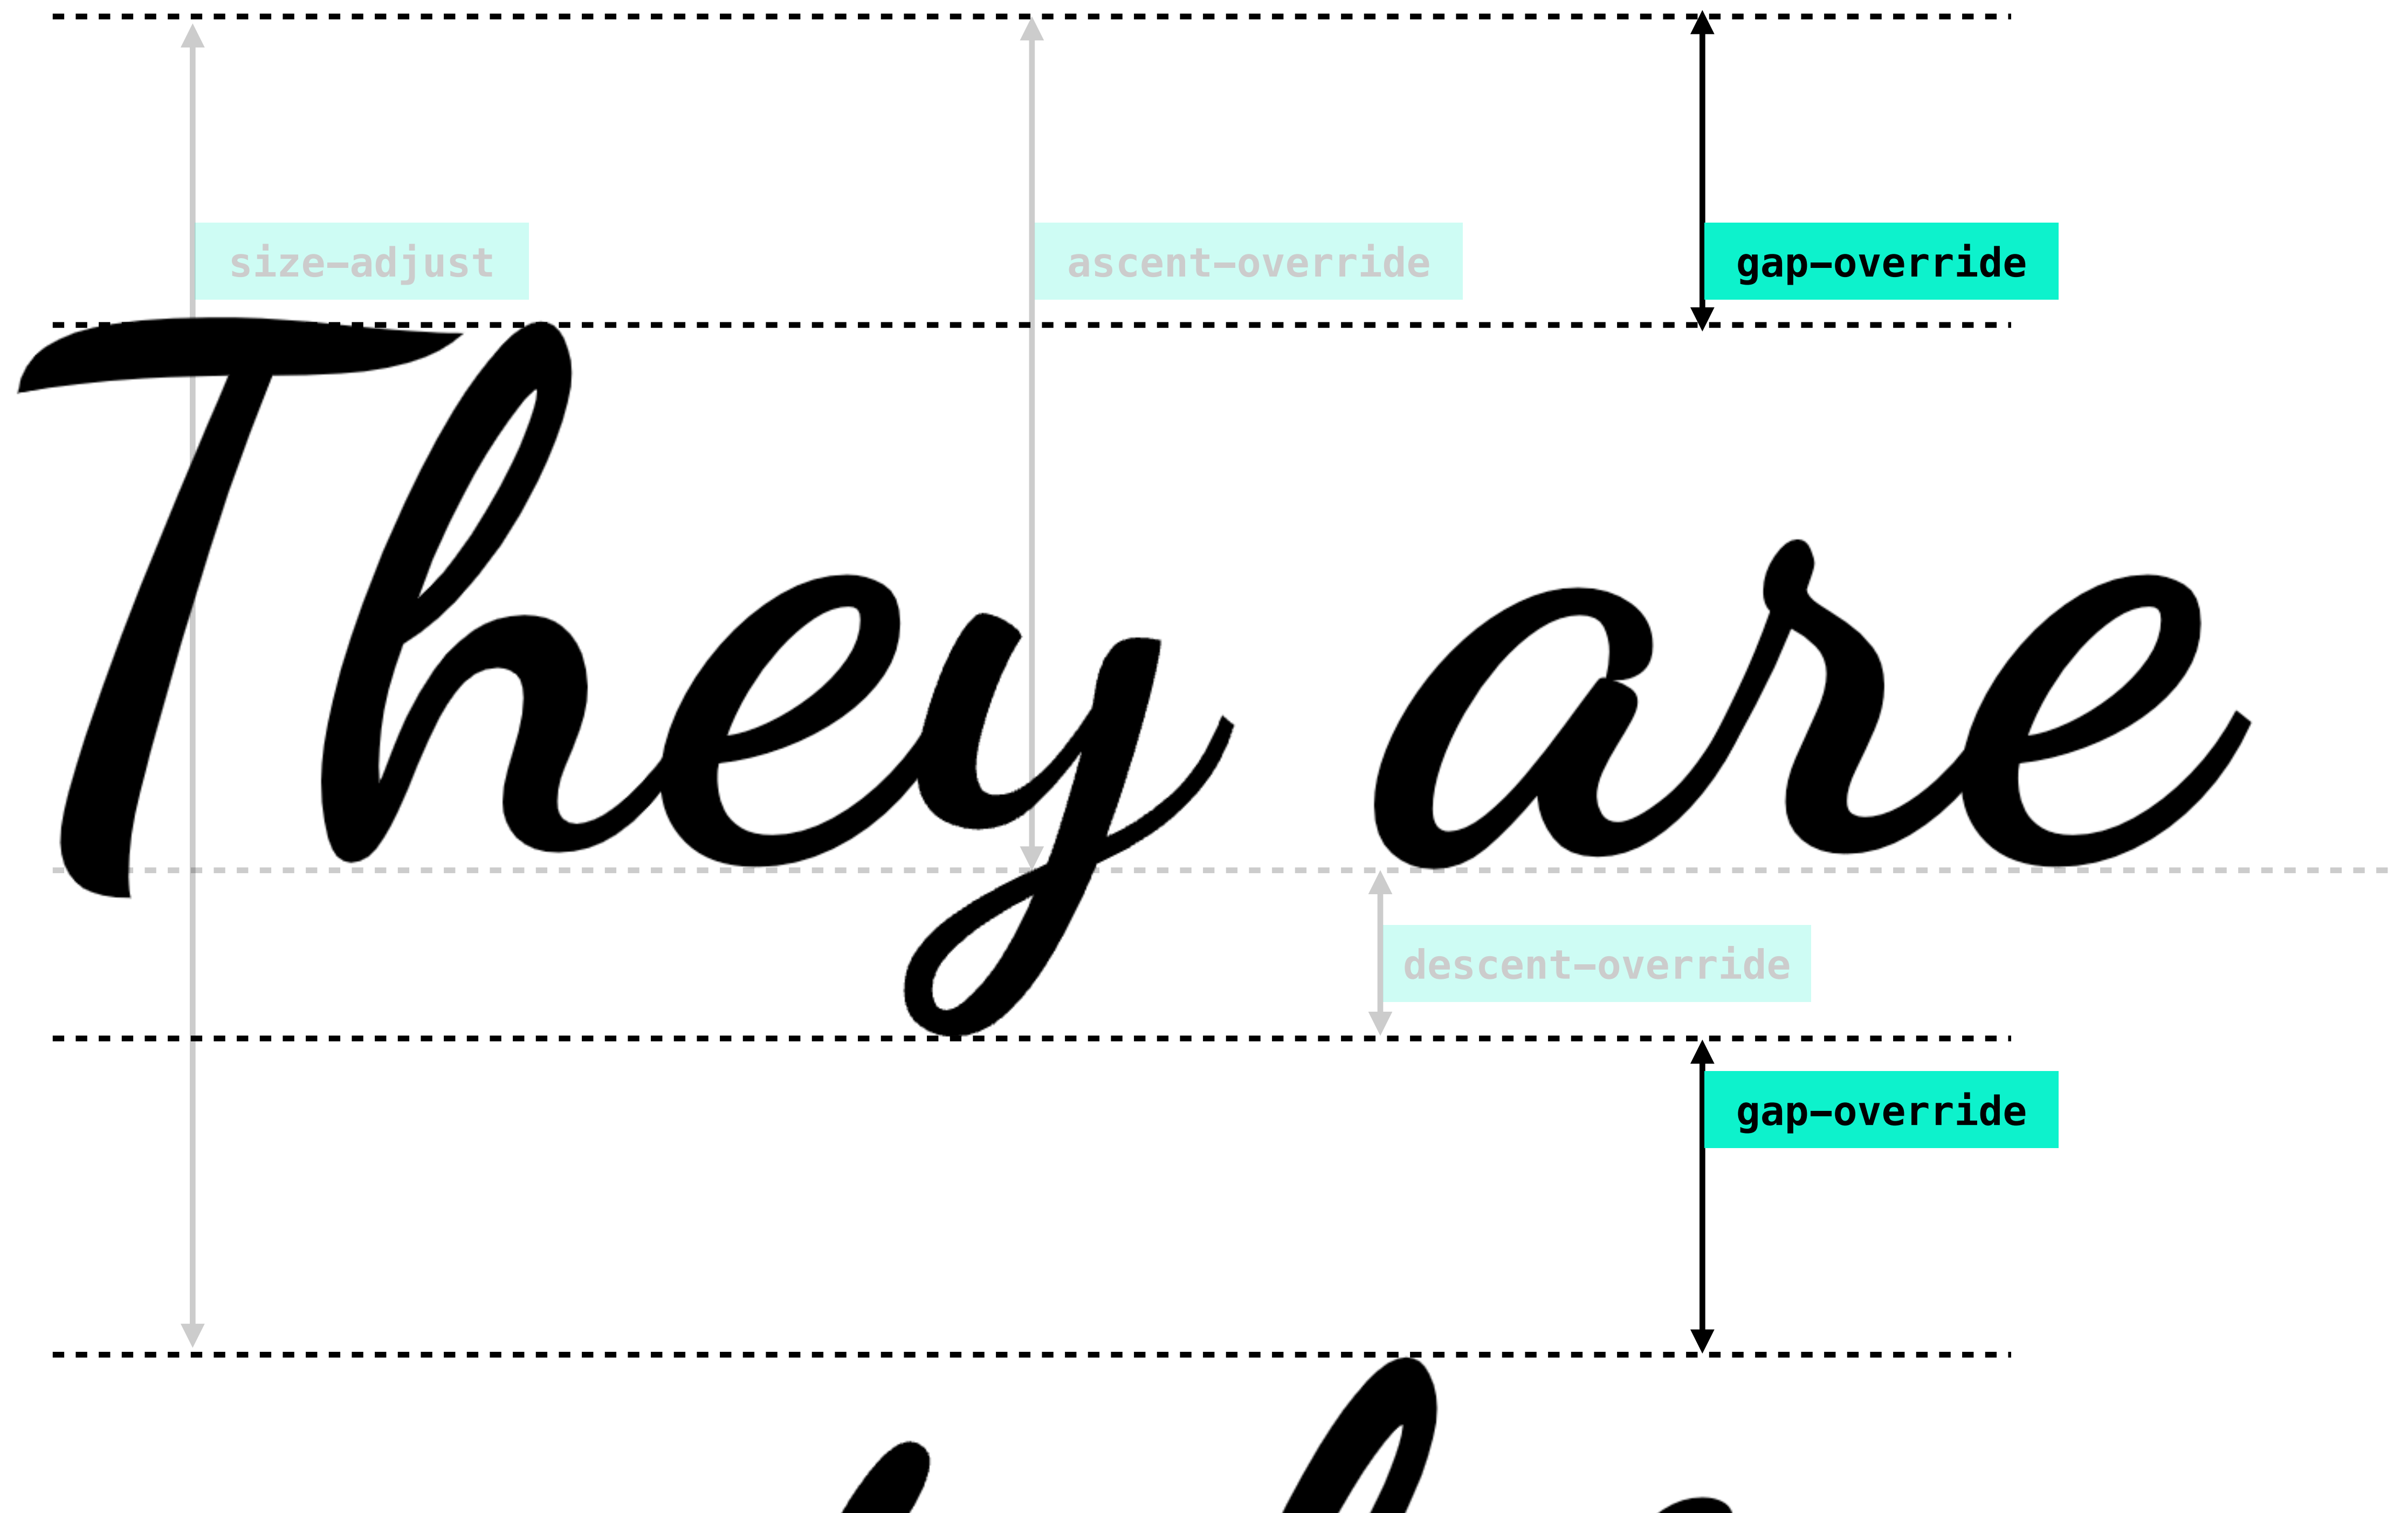 size-adjust ascent-override gap-override
They are
descent-override
gap-override